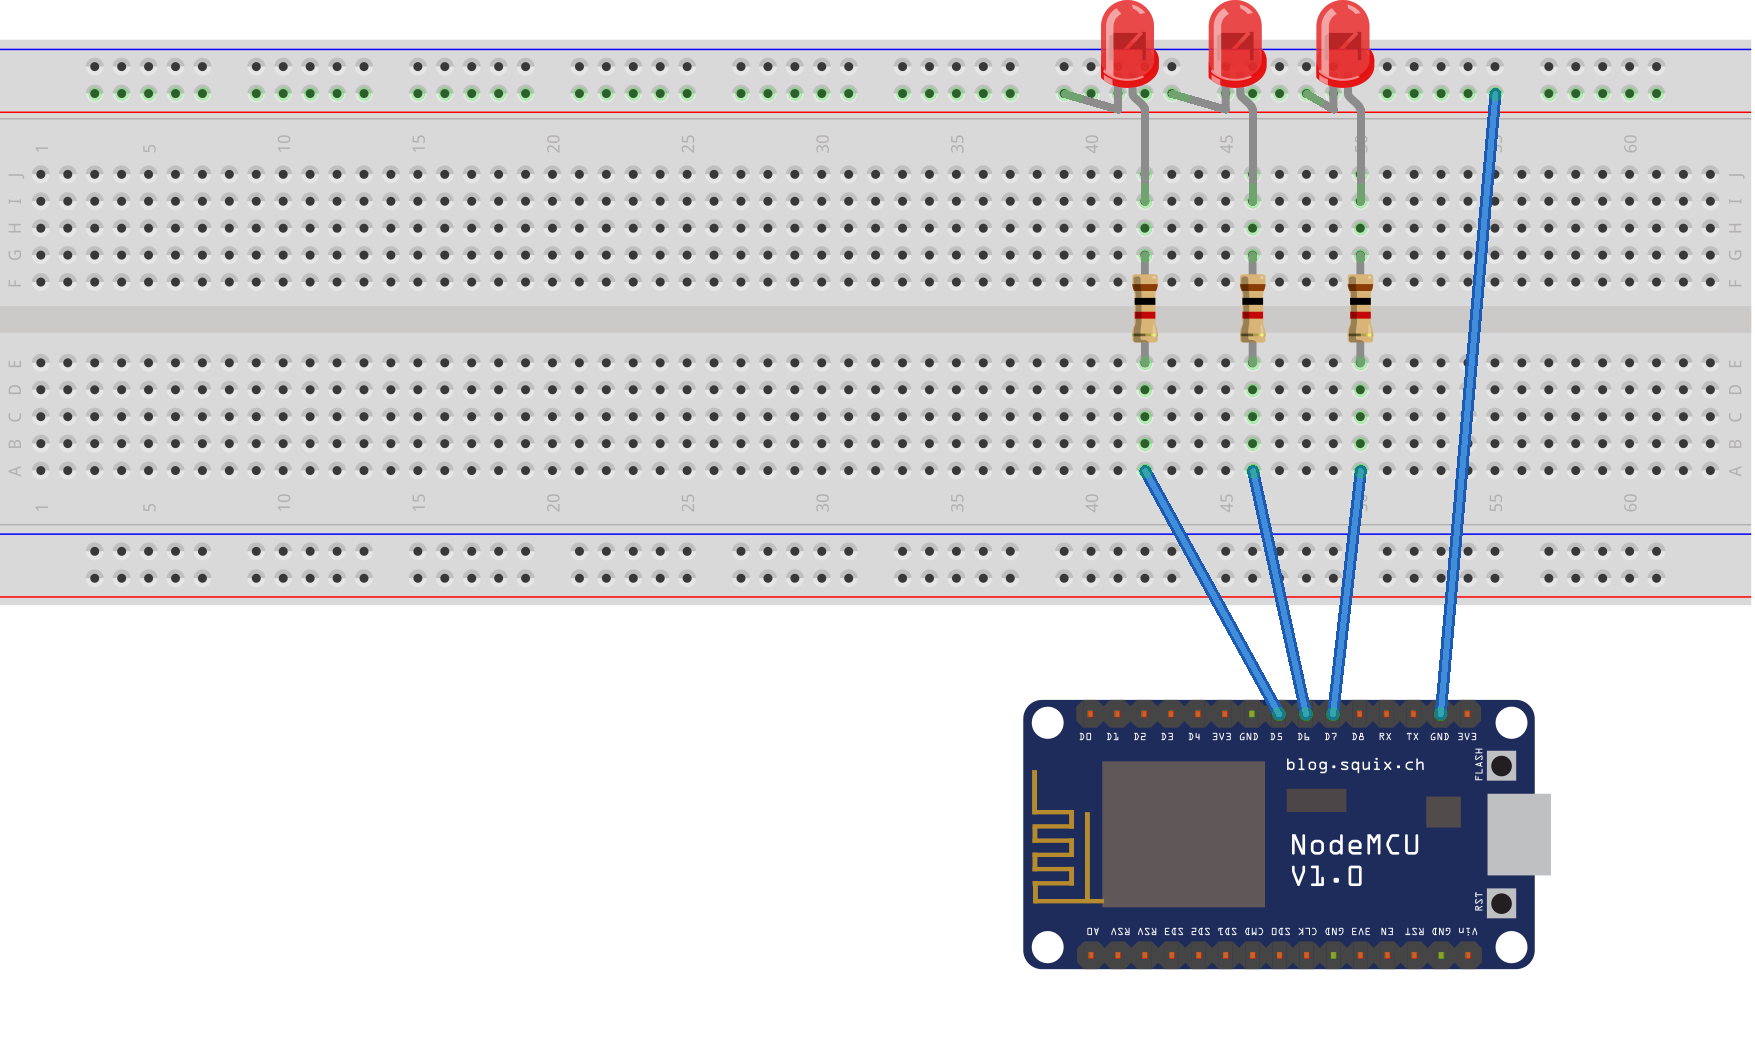 1 5 10 15 20 25 30 35 40 45 50 55 60
J J
I I
H H
G G
F F
E E
D D
C C
B B
A A
1 5 10 15 20 25 30 35 40 45 50 55 60
D0 D1 D2 D3 D4 3V3 GND D5 D6 D7 D8 RX TX GND 3V3
FLASH
blog.squix.ch
NodeMCU
V1.0
RST
A0 RSV RSV SD3 SD2 SD1 CMD SD0 CLK GND 3V3 EN RST GND Vin